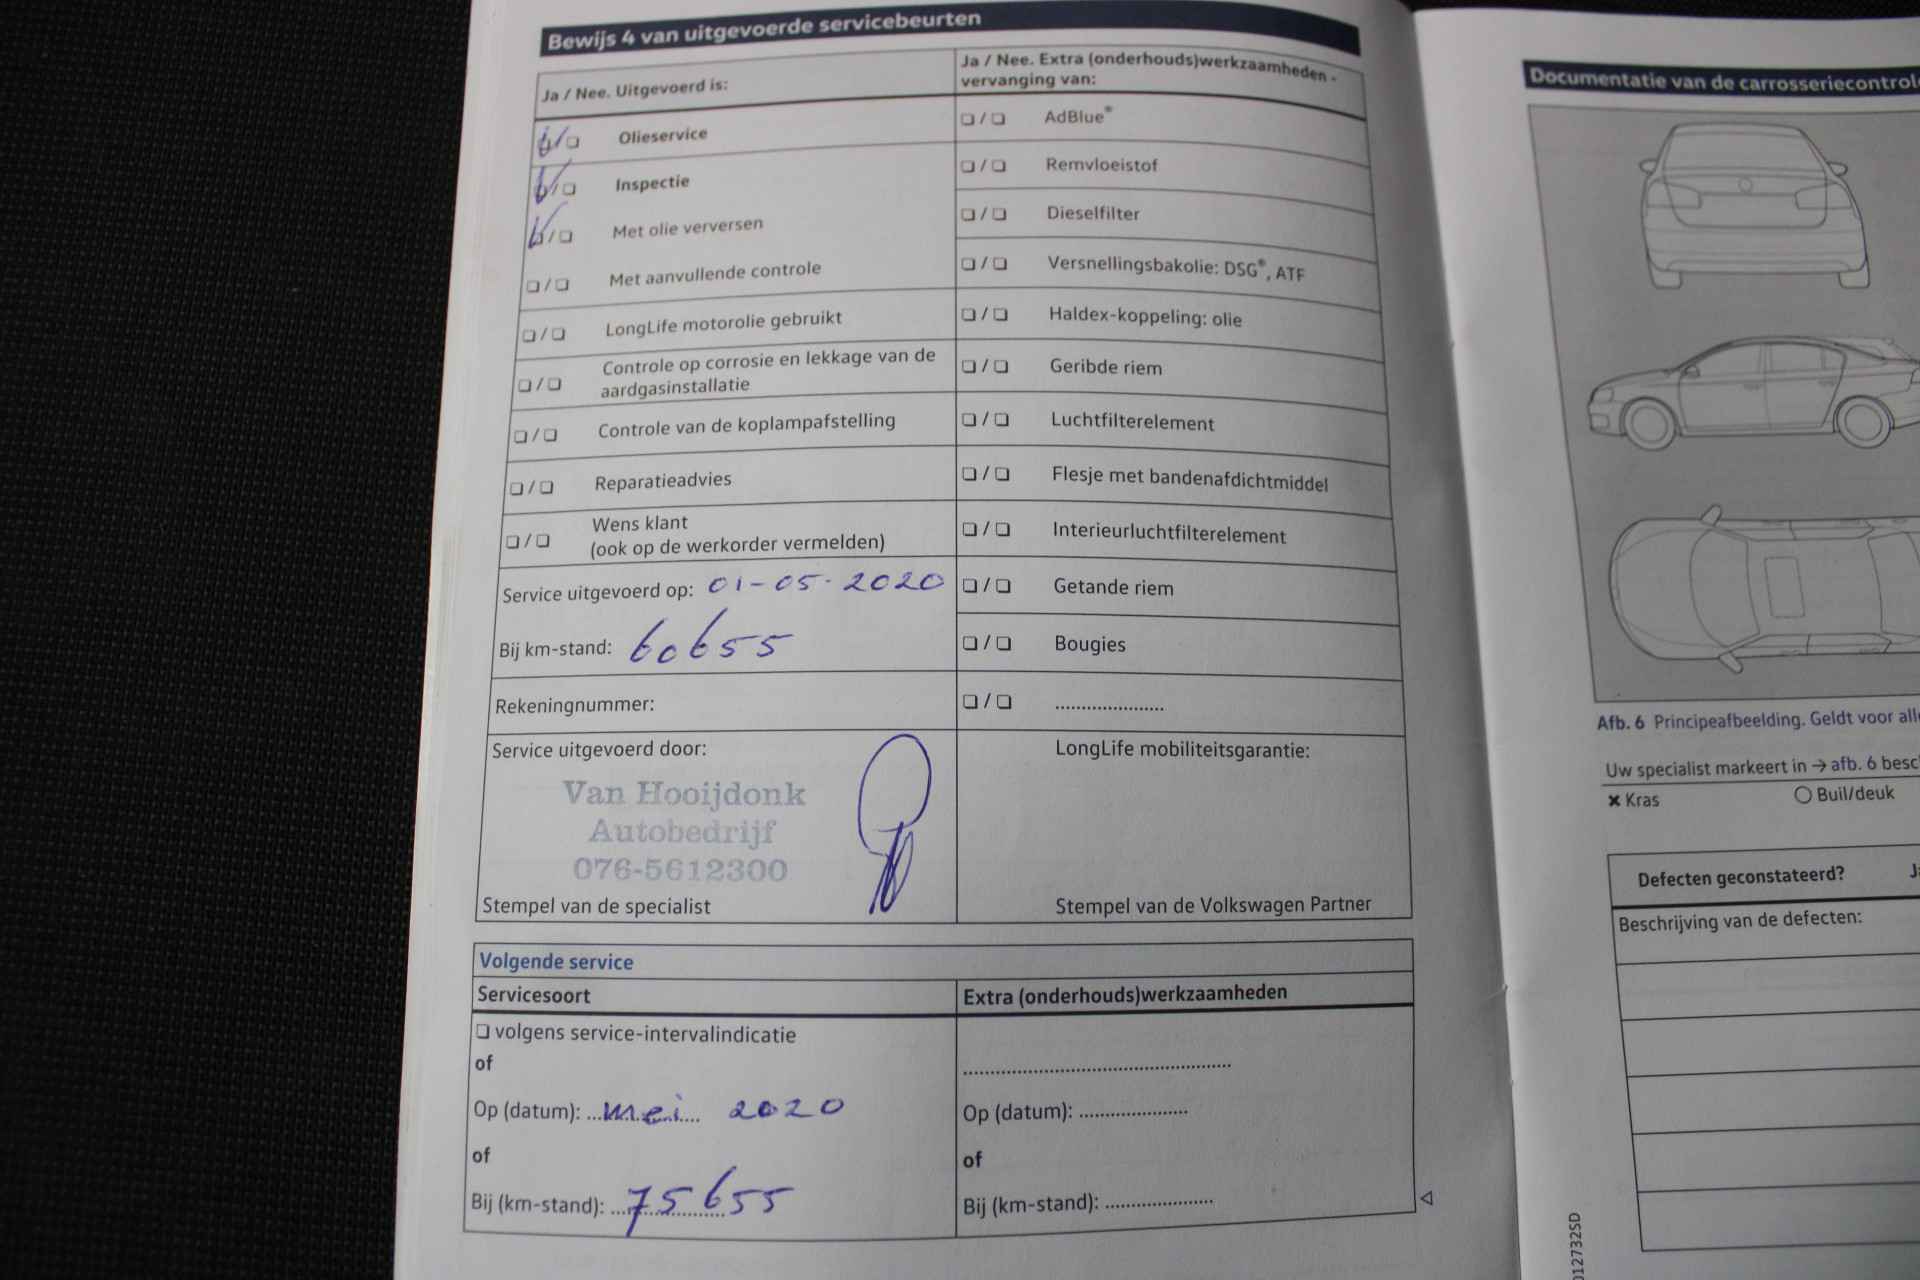 Bewijs 4 van uitgevoerde servicebeurten
Ja / Nee. Uitgevoerd is:
Ja / Nee. Extra (onderhouds)werkzaamheden -
vervanging van:
❏ / ❏ Olieservice
❏ / ❏ AdBlue®
❏ / ❏ Inspectie
❏ / ❏ Remvloeistof
❏ / ❏ Met olie verversen
❏ / ❏ Dieselfilter
❏ / ❏ Met aanvullende controle
❏ / ❏ Versnellingsbakolie: DSG®, ATF
❏ / ❏ LongLife motorolie gebruikt
❏ / ❏ Haldex-koppeling: olie
❏ / ❏ Controle op corrosie en lekkage van de
aardgasinstallatie
❏ / ❏ Geribde riem
❏ / ❏ Controle van de koplampafstelling
❏ / ❏ Luchtfilterelement
❏ / ❏ Reparatieadvies
❏ / ❏ Flesje met bandenafdichtmiddel
❏ / ❏ Wens klant
(ook op de werkorder vermelden)
❏ / ❏ Interieurluchtfilterelement
Service uitgevoerd op: 01-05-2020
❏ / ❏ Getande riem
Bij km-stand: 60655
❏ / ❏ Bougies
Rekeningnummer:
❏ / ❏ .....................
Service uitgevoerd door:
Van Hooijdonk
Autobedrijf
076-5612300
Stempel van de specialist
LongLife mobiliteitsgarantie:
Stempel van de Volkswagen Partner
Volgende service
Servicesoort
Extra (onderhouds)werkzaamheden
❏ volgens service-intervalindicatie
of
Op (datum): mei 2020
of
Bij (km-stand): 75655
Op (datum): .....................
of
Bij (km-stand): .....................
Documentatie van de
Afb. 6 Principeafbeelding. Geldt voor
Uw specialist markeert in → afb. 6
✖ Kras
○ Buil/deuk
Defecten geconstateerd?
Beschrijving van de defecten:
012732SD